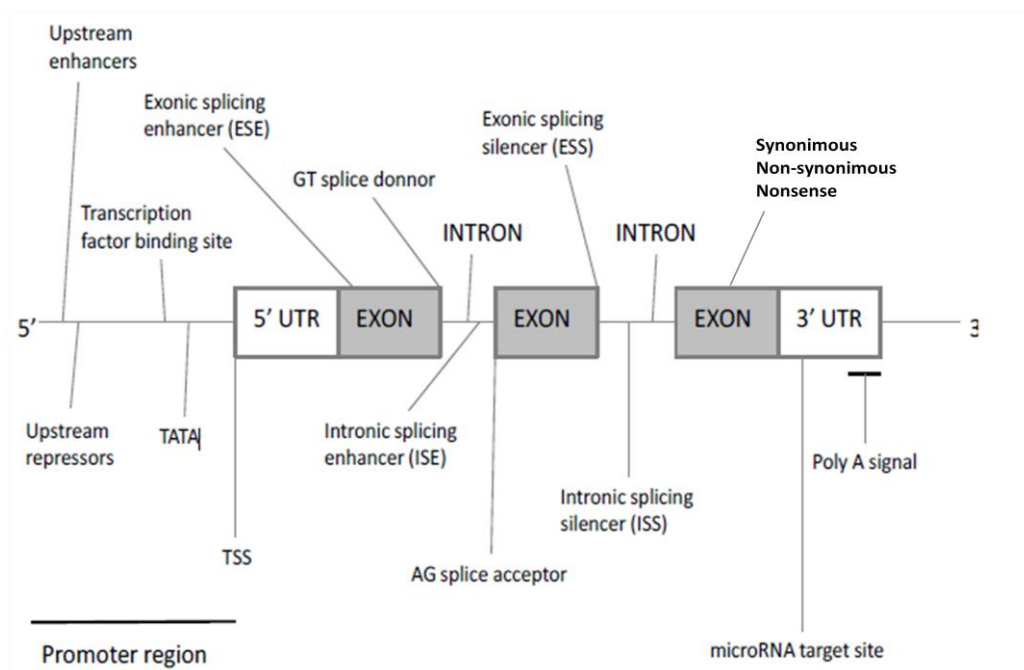 Upstream
enhancers
Exonic splicing
enhancer (ESE)
Exonic splicing
silencer (ESS)
Synonimous
Non-synonimous
Nonsense
GT splice donnor
Transcription
factor binding site
INTRON
INTRON
5'
5' UTR
EXON
EXON
EXON
3' UTR
3
Upstream
repressors
TATA
Intronic splicing
enhancer (ISE)
Poly A signal
Intronic splicing
silencer (ISS)
TSS
AG splice acceptor
Promoter region
microRNA target site